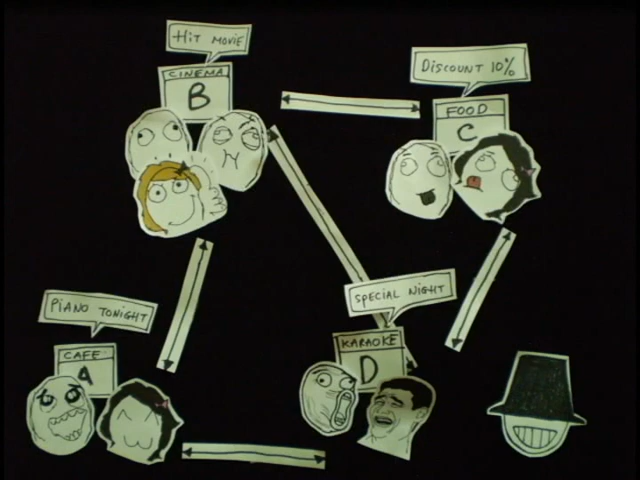 HIT MOVIE
CINEMA
B
DISCOUNT 10%
FOOD
C
PIANO TONIGHT
CAFE
A
SPECIAL NIGHT
KARAOKE
D